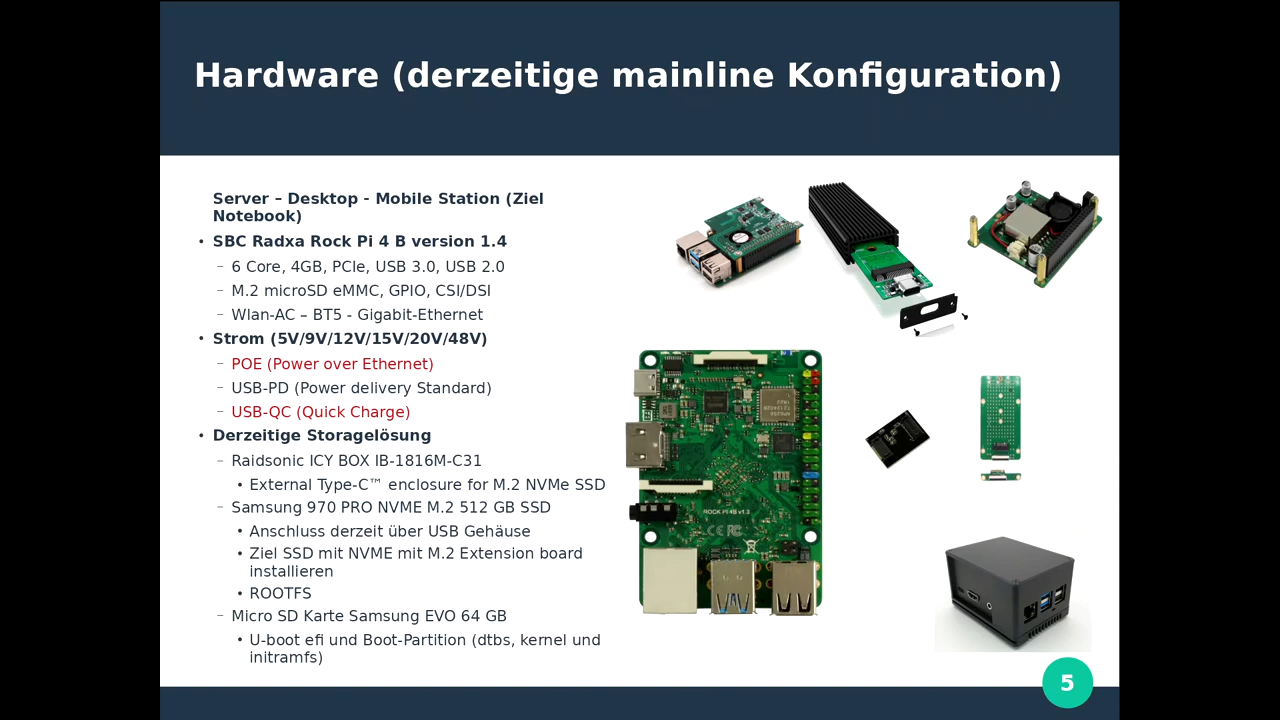 Hardware (derzeitige mainline Konfiguration)
Server – Desktop - Mobile Station (Ziel
Notebook)
• SBC Radxa Rock Pi 4 B version 1.4
– 6 Core, 4GB, PCIe, USB 3.0, USB 2.0
– M.2 microSD eMMC, GPIO, CSI/DSI
– Wlan-AC – BT5 - Gigabit-Ethernet
• Strom (5V/9V/12V/15V/20V/48V)
– POE (Power over Ethernet)
– USB-PD (Power delivery Standard)
– USB-QC (Quick Charge)
• Derzeitige Storagelösung
– Raidsonic ICY BOX IB-1816M-C31
• External Type-C™ enclosure for M.2 NVMe SSD
– Samsung 970 PRO NVME M.2 512 GB SSD
• Anschluss derzeit über USB Gehäuse
• Ziel SSD mit NVME mit M.2 Extension board
installieren
• ROOTFS
– Micro SD Karte Samsung EVO 64 GB
• U-boot efi und Boot-Partition (dtbs, kernel und
initramfs)
ROCK PI 4B v1.3
5